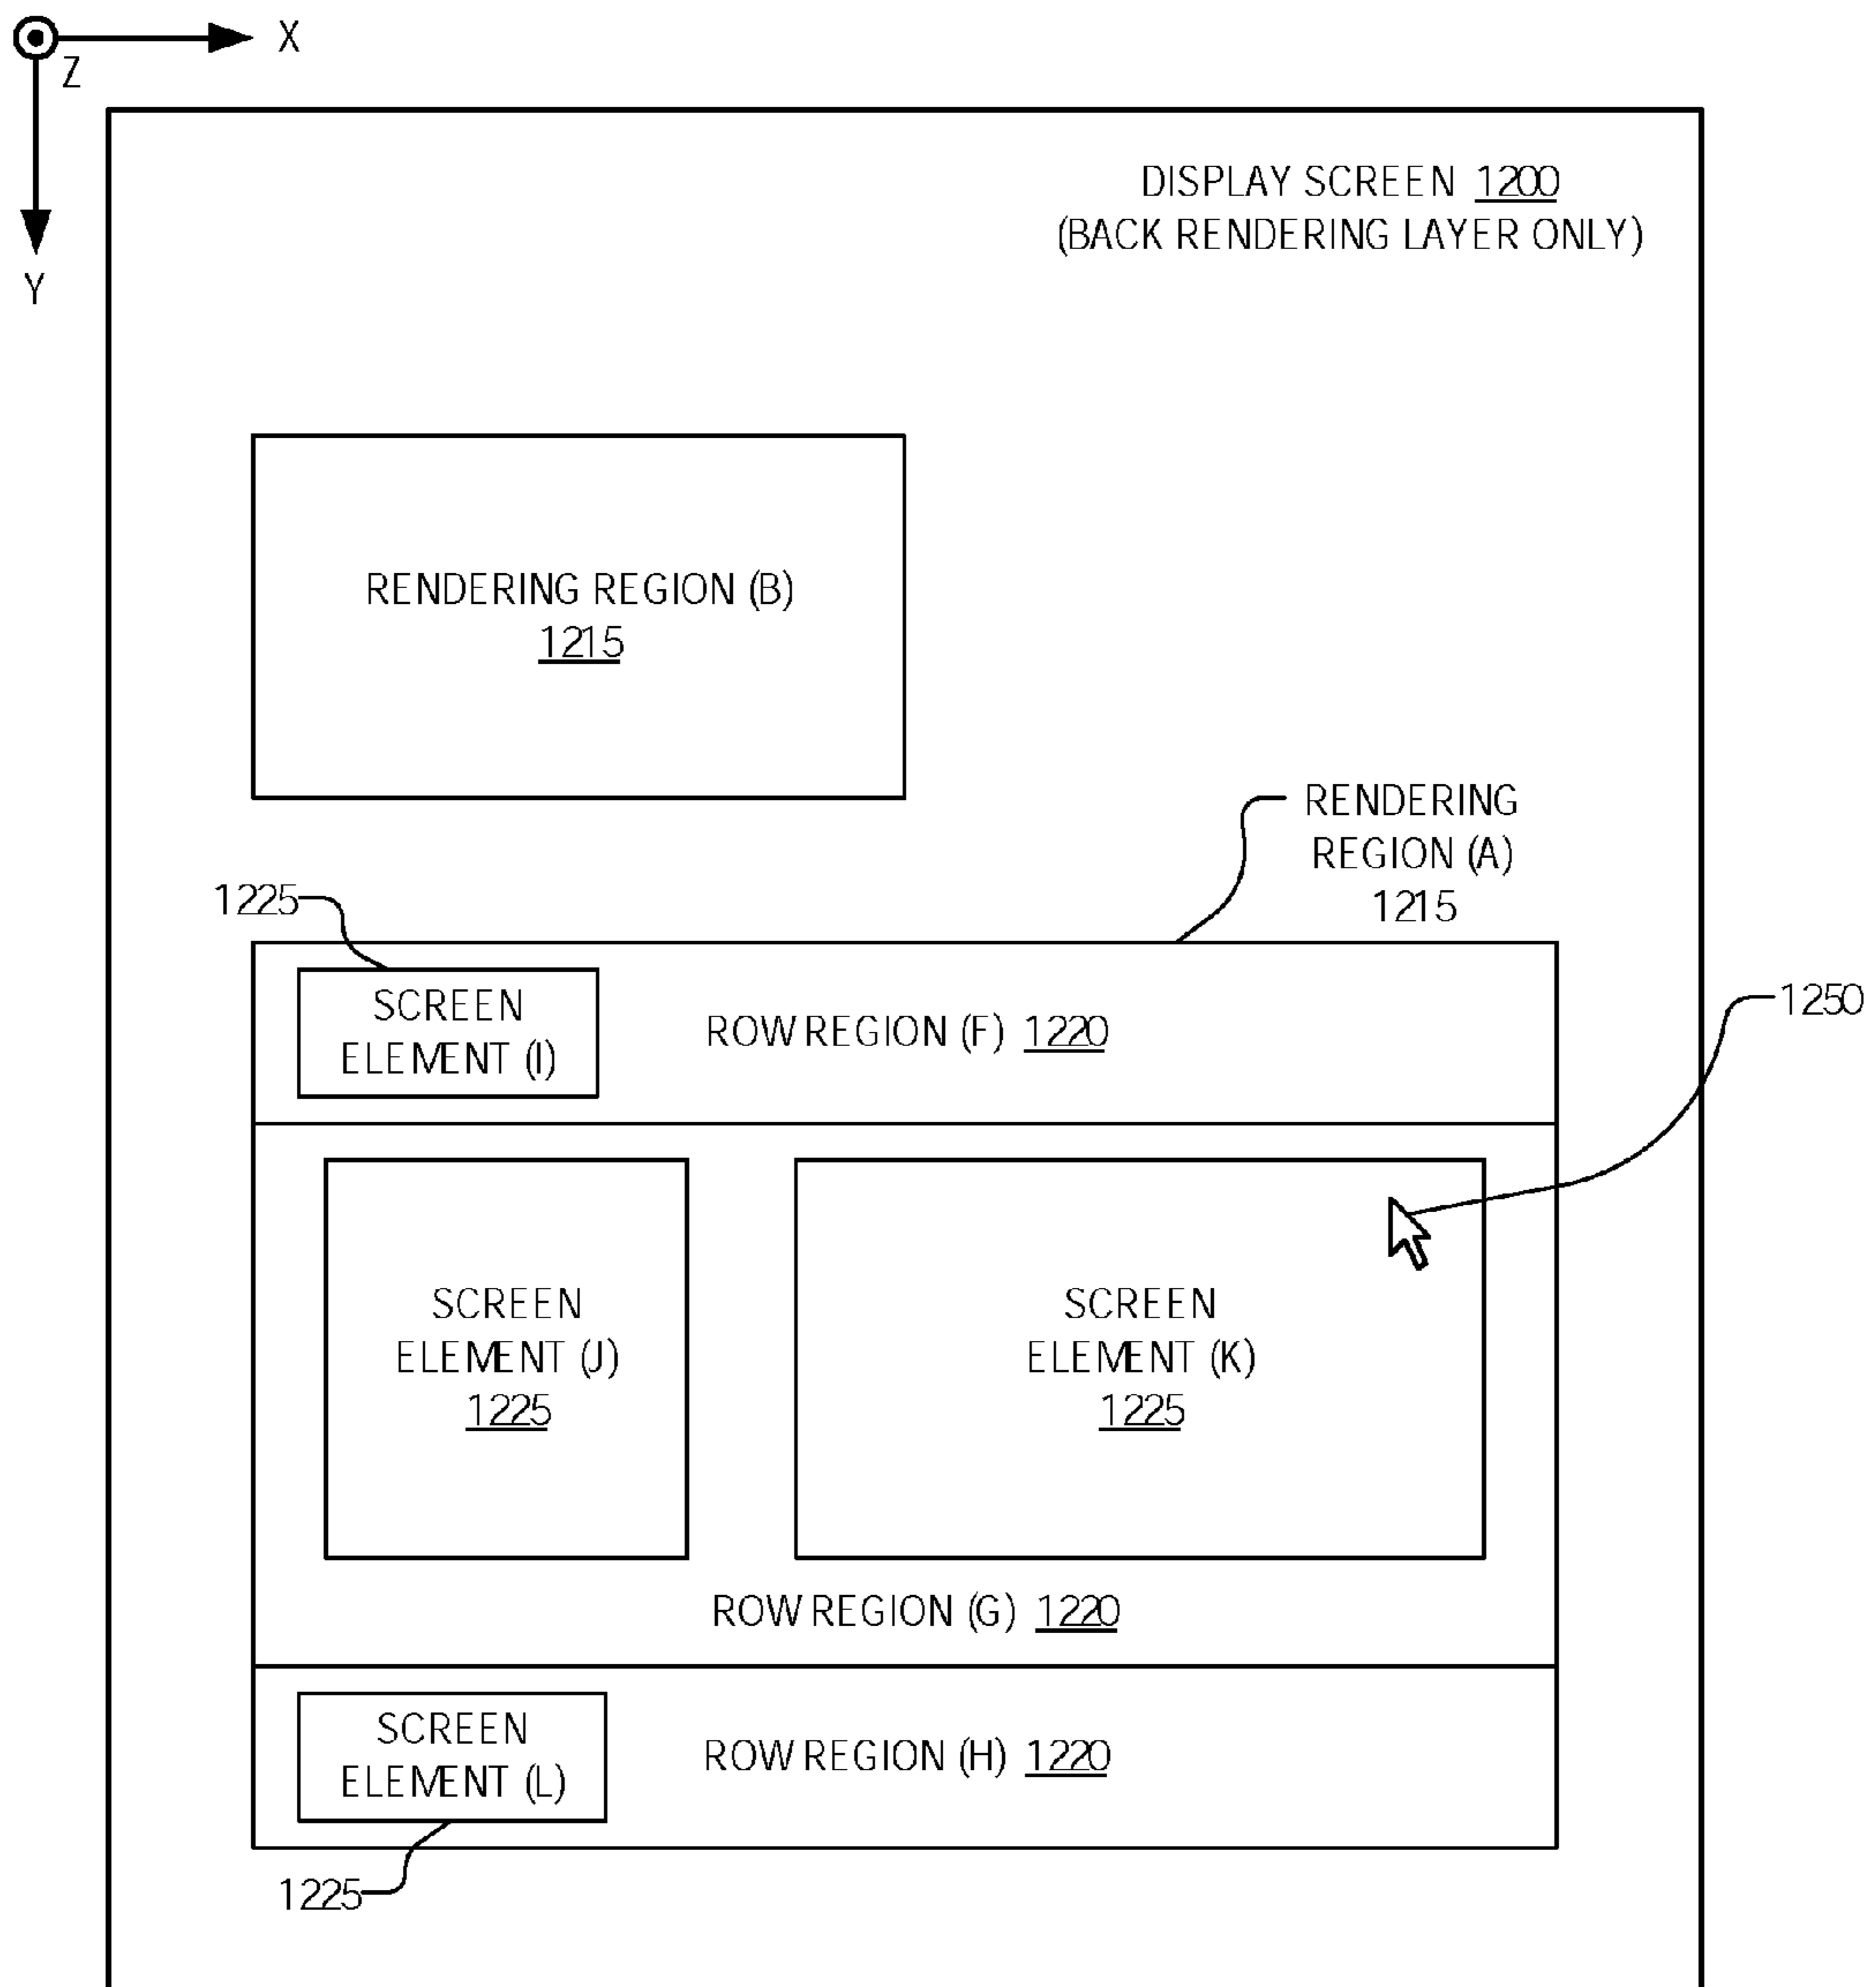 X
Z
Y
DISPLAY SCREEN 1200
(BACK RENDERING LAYER ONLY)
RENDERING REGION (B)
1215
RENDERING
REGION (A)
1215
1225
SCREEN
ELEMENT (I)
ROW REGION (F) 1220
1250
SCREEN
ELEMENT (J)
1225
SCREEN
ELEMENT (K)
1225
ROW REGION (G) 1220
SCREEN
ELEMENT (L)
ROW REGION (H) 1220
1225